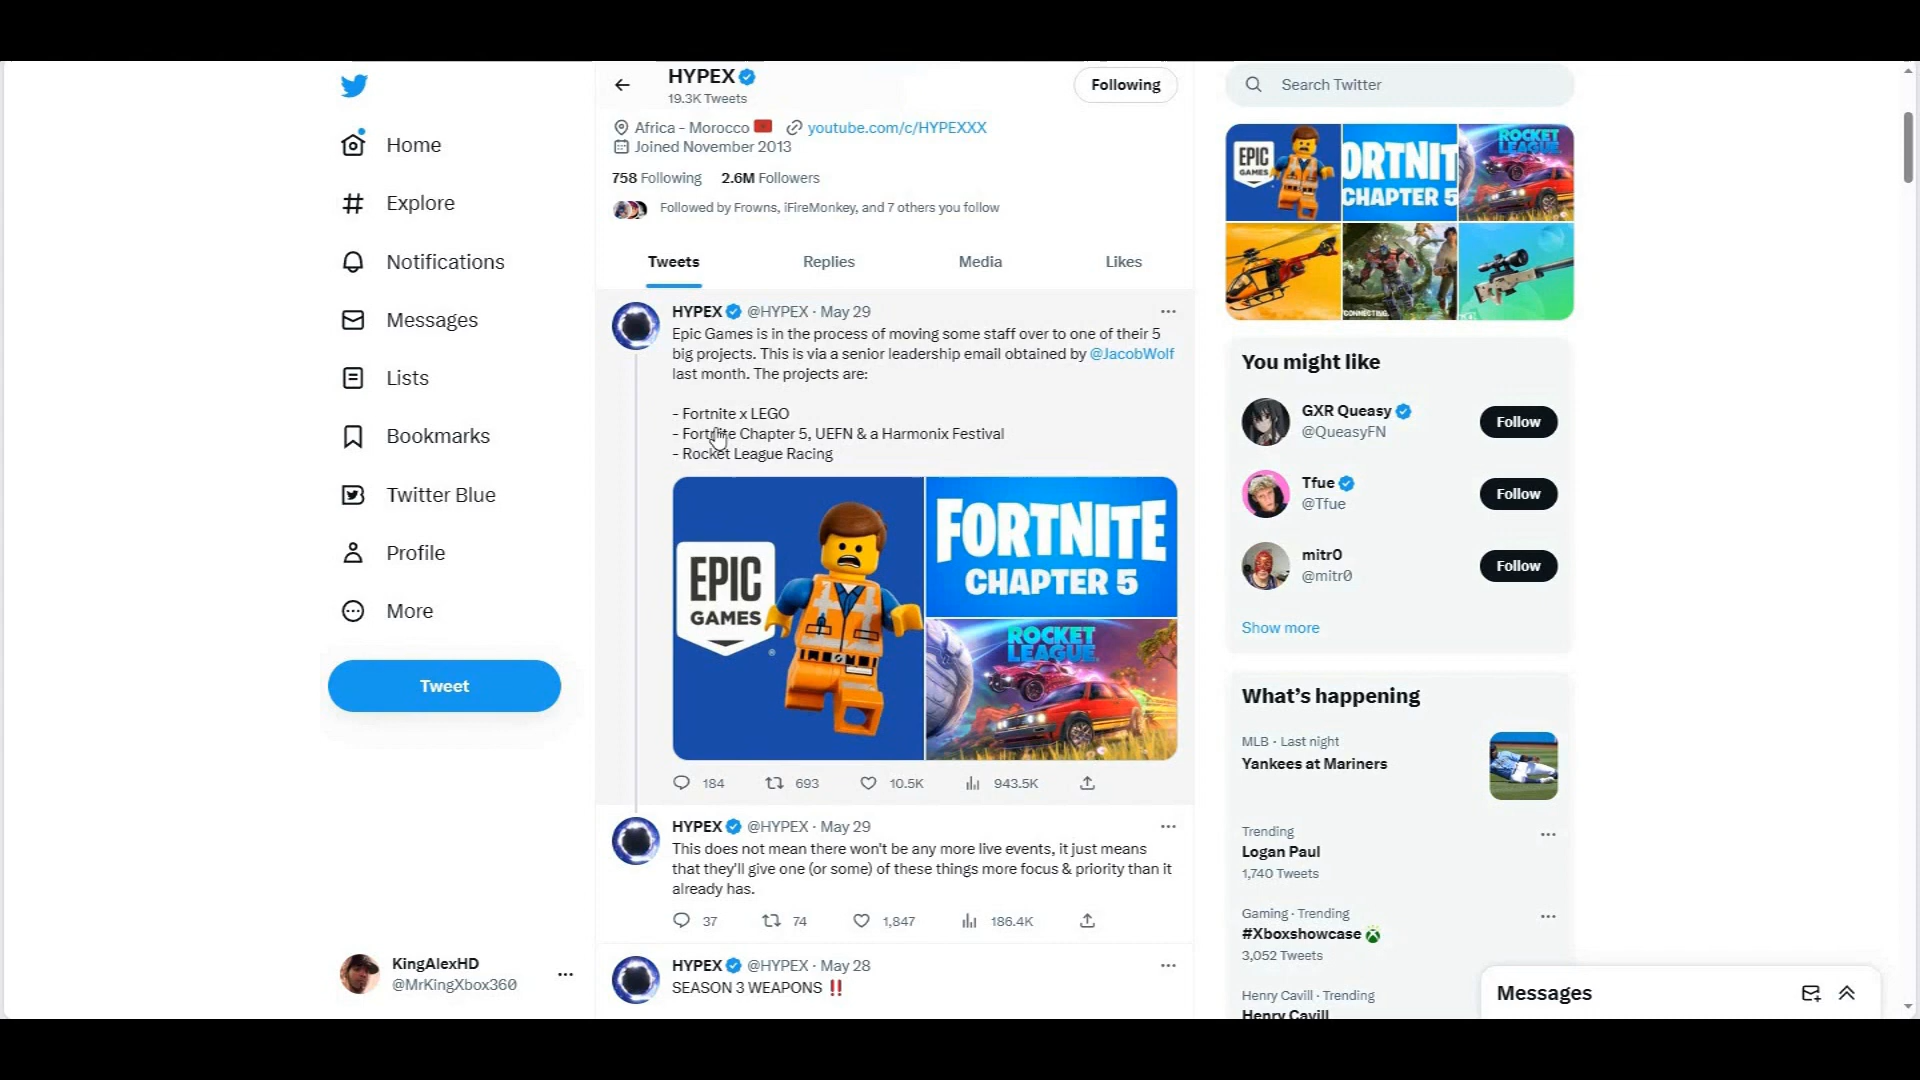 HYPEX
19.3K Tweets
Following
Search Twitter
Africa - Morocco youtube.com/c/HYPEXXX
Joined November 2013
758 Following 2.6M Followers
Followed by Frowns, iFireMonkey, and 7 others you follow
Tweets Replies Media Likes
Home
Explore
Notifications
Messages
Lists
Bookmarks
Twitter Blue
Profile
More
Tweet
KingAlexHD
@MrKingXbox360
HYPEX @HYPEX · May 29
Epic Games is in the process of moving some staff over to one of their 5
big projects. This is via a senior leadership email obtained by @JacobWolf
last month. The projects are:
- Fortnite x LEGO
- Fortnite Chapter 5, UEFN & a Harmonix Festival
- Rocket League Racing
EPIC
GAMES
®
FORTNITE
CHAPTER 5
ROCKET
LEAGUE
184 693 10.5K 943.5K
HYPEX @HYPEX · May 29
This does not mean there won't be any more live events, it just means
that they'll give one (or some) of these things more focus & priority than it
already has.
37 74 1,847 186.4K
HYPEX @HYPEX · May 28
SEASON 3 WEAPONS ‼️
EPIC
GAMES
ORTNIT
CHAPTER 5
ROCKET
LEAGUE
CONNECTING.
You might like
GXR Queasy
@QueasyFN
Follow
Tfue
@Tfue
Follow
mitr0
@mitr0
Follow
Show more
What's happening
MLB · Last night
Yankees at Mariners
Trending
Logan Paul
1,740 Tweets
Gaming · Trending
#Xboxshowcase
3,052 Tweets
Henry Cavill · Trending
Henry Cavill
Messages